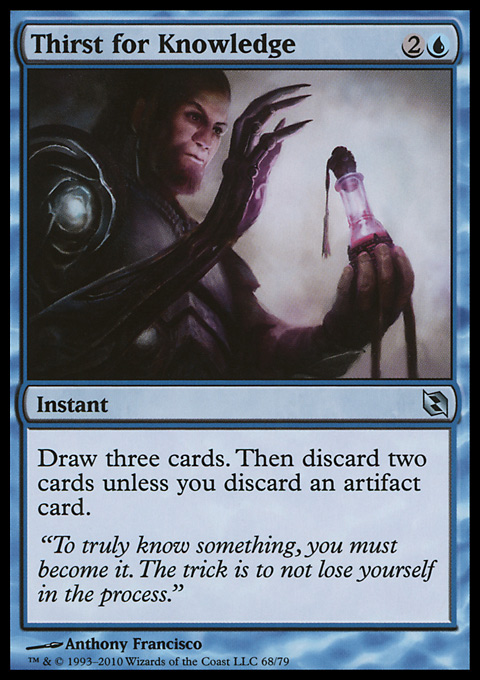 Thirst for Knowledge 2
Instant
Draw three cards. Then discard two
cards unless you discard an artifact
card.
“To truly know something, you must
become it. The trick is to not lose yourself
in the process.”
Anthony Francisco
™ & © 1993–2010 Wizards of the Coast LLC 68/79